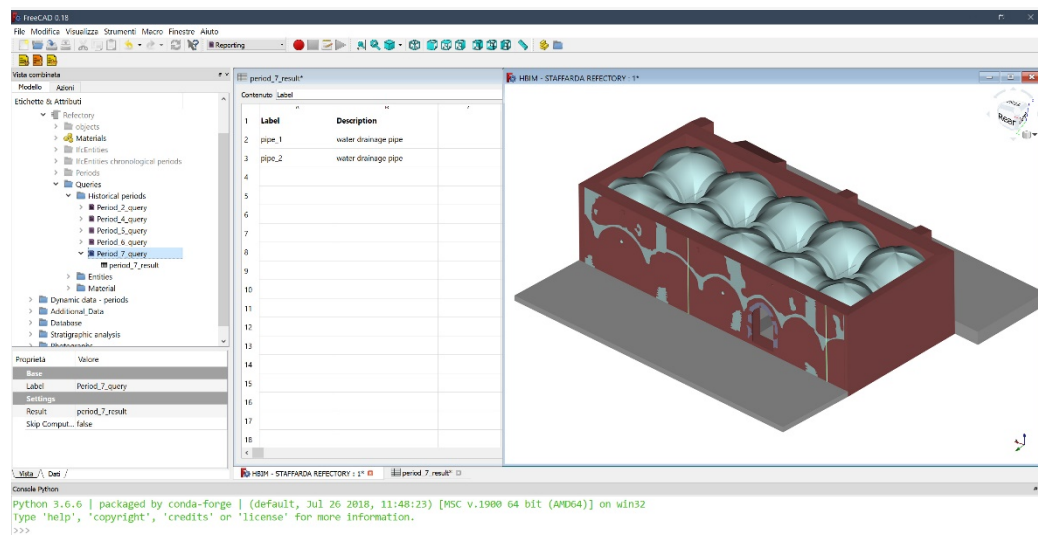 FreeCAD 0.18
File Modifica Visualizza Strumenti Macro Finestre Aiuto
Reporting
Vista combinata
Modello Azioni
Etichette & Attributi
Refectory
objects
Materials
IfcEntities
IfcEntities chronological periods
Periods
Queries
Historical periods
Period_2_query
Period_4_query
Period_5_query
Period_6_query
Period_7_query
period_7_result
Entities
Material
Dynamic data - periods
Additional_Data
Database
Stratigraphic analysis
Photographs
Proprietà Valore
Base
Label Period_7_query
Settings
Result period_7_result
Skip Comput... false
Vista Dati
period_7_result*
Contenuto Label
1 Label Description
2 pipe_1 water drainage pipe
3 pipe_2 water drainage pipe
4
5
6
7
8
9
10
11
12
13
14
15
16
17
18
HBIM - STAFFARDA REFECTORY : 1*
Rear
HBIM - STAFFARDA REFECTORY : 1*
period_7_result*
Console Python
Python 3.6.6 | packaged by conda-forge | (default, Jul 26 2018, 11:48:23) [MSC v.1900 64 bit (AMD64)] on win32
Type 'help', 'copyright', 'credits' or 'license' for more information.
>>>